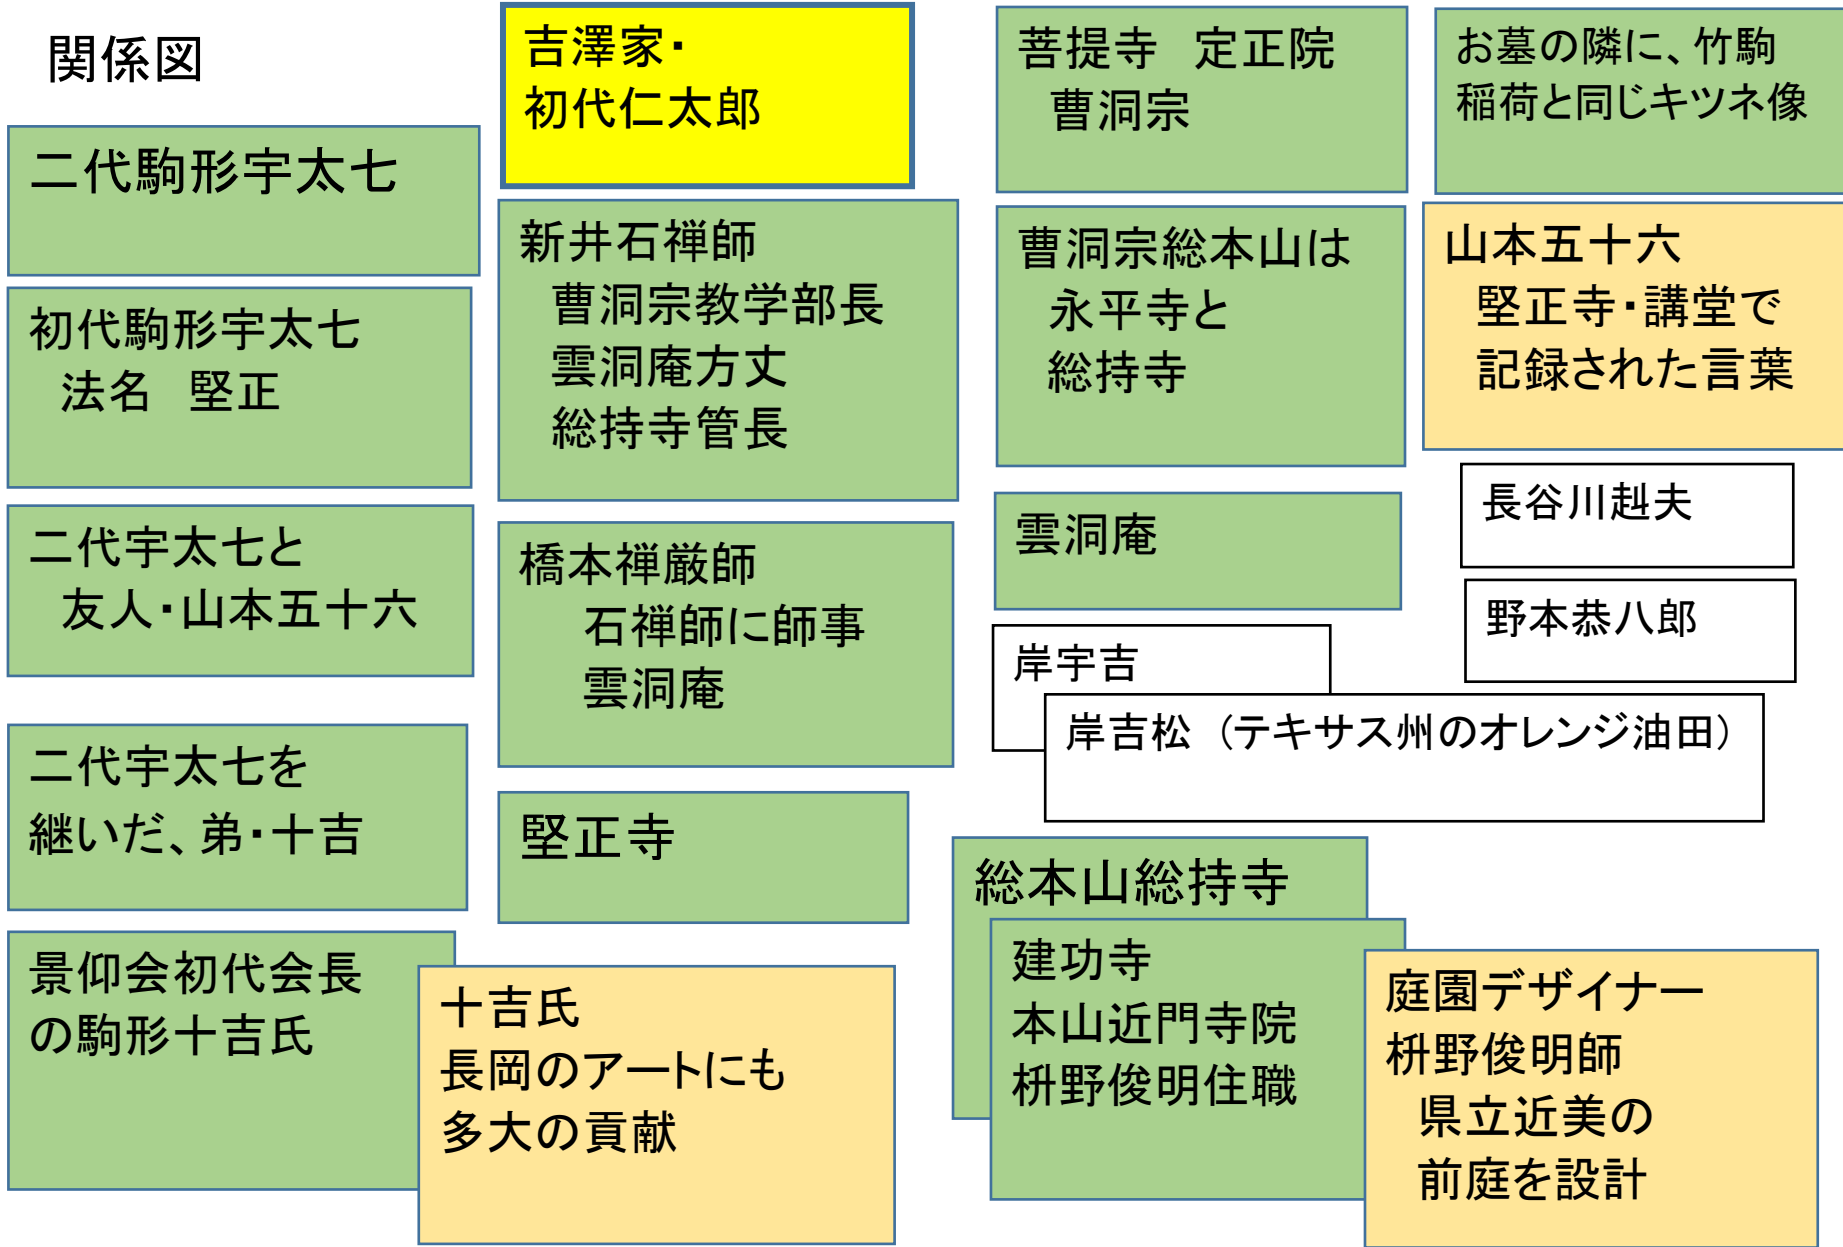 関係図
吉澤家・
初代仁太郎
菩提寺　定正院
曹洞宗
お墓の隣に、竹駒
稲荷と同じキツネ像
二代駒形宇太七
新井石禅師
曹洞宗教学部長
雲洞庵方丈
総持寺管長
曹洞宗総本山は
永平寺と
総持寺
山本五十六
堅正寺・講堂で
記録された言葉
初代駒形宇太七
法名　堅正
長谷川赳夫
雲洞庵
二代宇太七と
友人・山本五十六
橋本禅厳師
石禅師に師事
雲洞庵
野本恭八郎
岸宇吉
岸吉松（テキサス州のオレンジ油田）
二代宇太七を
継いだ、弟・十吉
堅正寺
総本山総持寺
景仰会初代会長
の駒形十吉氏
十吉氏
長岡のアートにも
多大の貢献
建功寺
本山近門寺院
枡野俊明住職
庭園デザイナー
枡野俊明師
県立近美の
前庭を設計